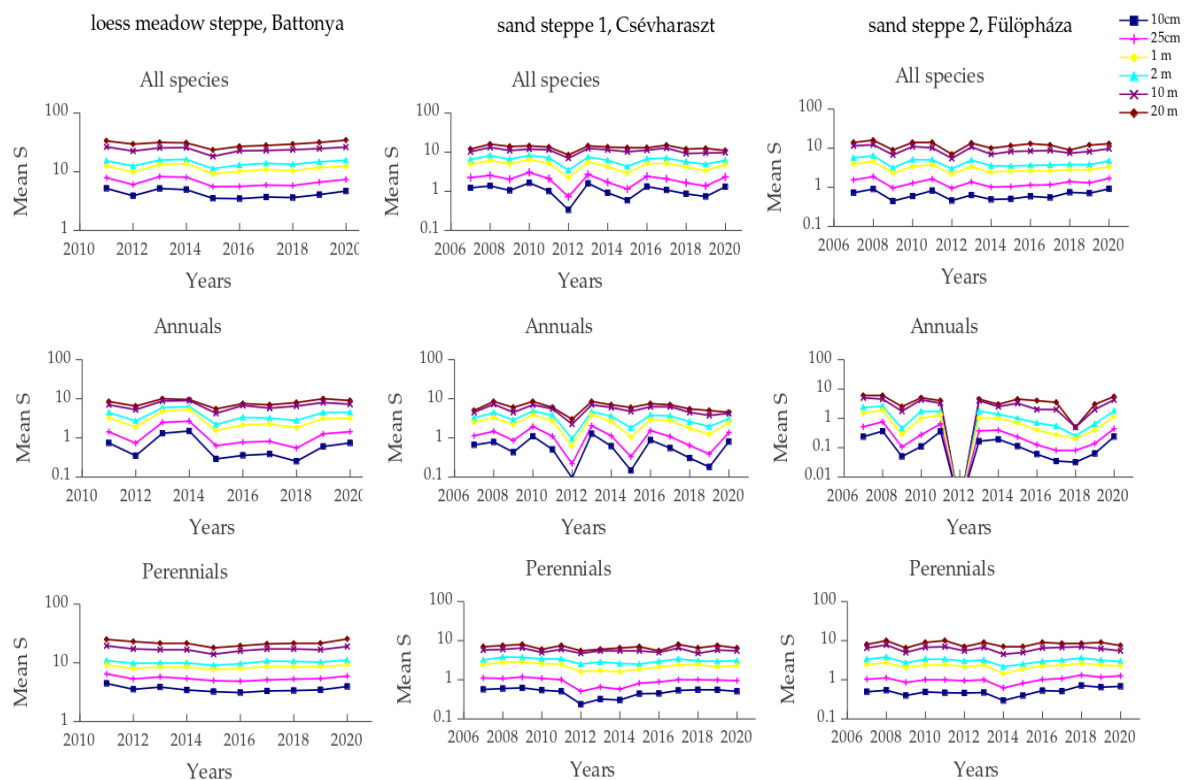 loess meadow steppe, Battonya
sand steppe 1, Csévharaszt
sand steppe 2, Fülöpháza
10cm
25cm
1 m
2 m
10 m
20 m
All species
100
10
1
Mean S
2010 2012 2014 2016 2018 2020
Years
All species
100
10
1
0.1
Mean S
2006 2008 2010 2012 2014 2016 2018 2020
Years
All species
100
10
1
0.1
Mean S
2006 2008 2010 2012 2014 2016 2018 2020
Years
Annuals
100
10
1
0.1
Mean S
2010 2012 2014 2016 2018 2020
Years
Annuals
100
10
1
0.1
Mean S
2006 2008 2010 2012 2014 2016 2018 2020
Years
Annuals
100
10
1
0.1
0.01
Mean S
2006 2008 2010 2012 2014 2016 2018 2020
Years
Perennials
100
10
1
Mean S
2010 2012 2014 2016 2018 2020
Years
Perennials
100
10
1
0.1
Mean S
2006 2008 2010 2012 2014 2016 2018 2020
Years
Perennials
100
10
1
0.1
Mean S
2006 2008 2010 2012 2014 2016 2018 2020
Years